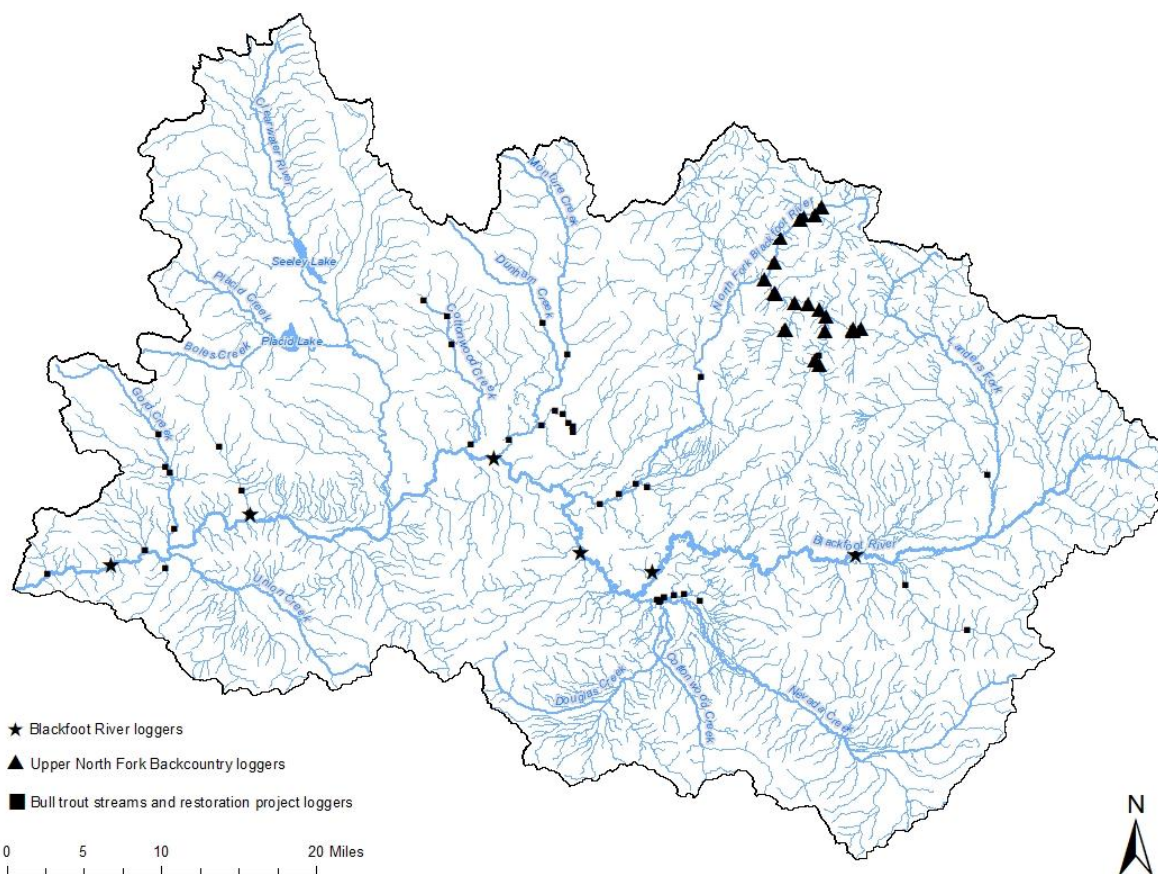 Clearwater River
Monture Creek
North Fork Blackfoot River
Seeley Lake
Dunham Creek
Placid Creek
Cottonwood Creek
Placid Lake
Boles Creek
Landers Fork
Gold Creek
Blackfoot River
Union Creek
Douglas Creek
Cottonwood Creek
Nevada Creek
Blackfoot River loggers
Upper North Fork Backcountry loggers
Bull trout streams and restoration project loggers
N
0 5 10 20 Miles